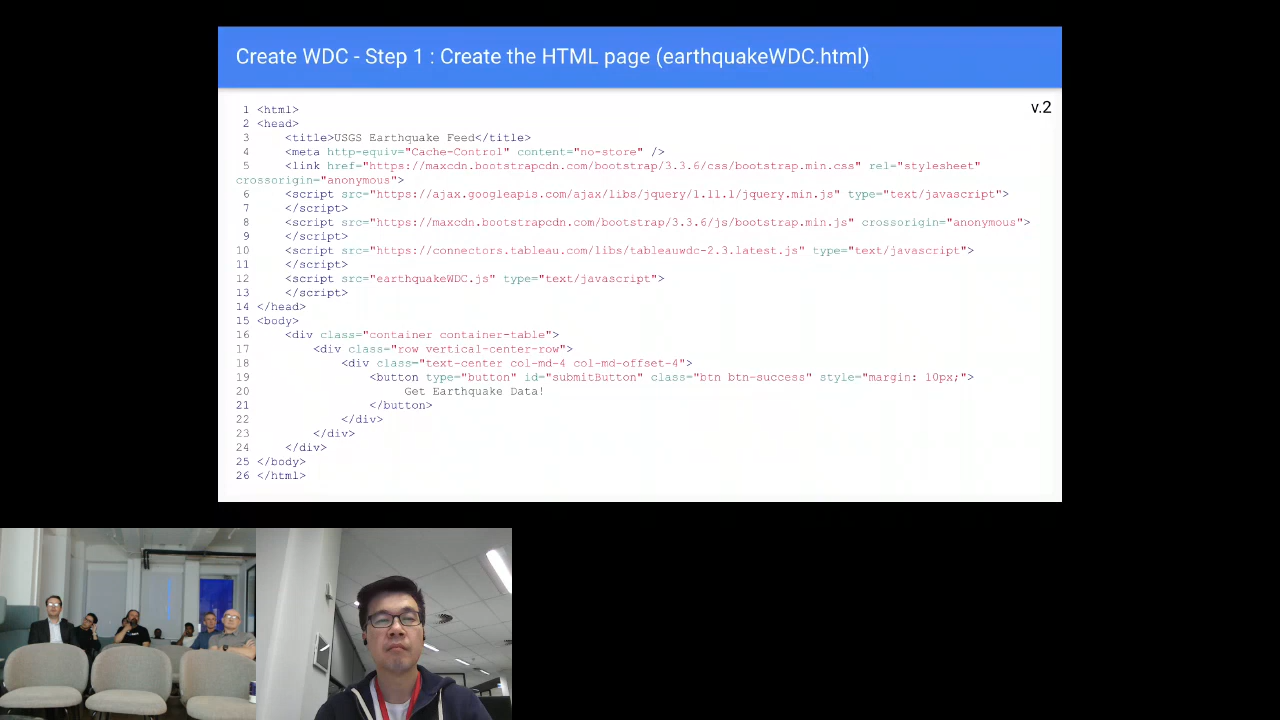 Create WDC - Step 1 : Create the HTML page (earthquakeWDC.html)
v.2
1 <html>
2 <head>
3     <title>USGS Earthquake Feed</title>
4     <meta http-equiv="Cache-Control" content="no-store" />
5     <link href="https://maxcdn.bootstrapcdn.com/bootstrap/3.3.6/css/bootstrap.min.css" rel="stylesheet"
crossorigin="anonymous">
6     <script src="https://ajax.googleapis.com/ajax/libs/jquery/1.11.1/jquery.min.js" type="text/javascript">
7     </script>
8     <script src="https://maxcdn.bootstrapcdn.com/bootstrap/3.3.6/js/bootstrap.min.js" crossorigin="anonymous">
9     </script>
10     <script src="https://connectors.tableau.com/libs/tableauwdc-2.3.latest.js" type="text/javascript">
11     </script>
12     <script src="earthquakeWDC.js" type="text/javascript">
13     </script>
14 </head>
15 <body>
16     <div class="container container-table">
17         <div class="row vertical-center-row">
18             <div class="text-center col-md-4 col-md-offset-4">
19                 <button type="button" id="submitButton" class="btn btn-success" style="margin: 10px;">
20                      Get Earthquake Data!
21                 </button>
22             </div>
23         </div>
24     </div>
25 </body>
26 </html>